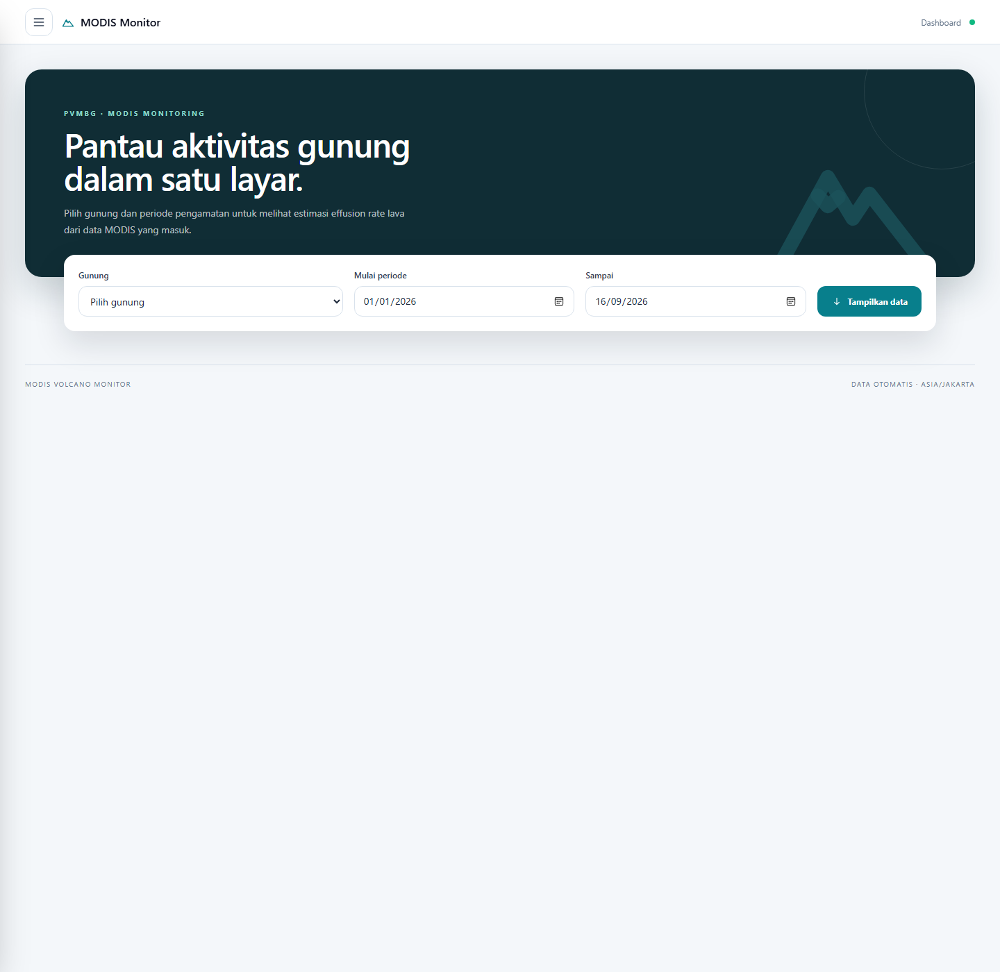 MODIS Monitor
Dashboard
PVMBG · MODIS MONITORING
Pantau aktivitas gunung
dalam satu layar.
Pilih gunung dan periode pengamatan untuk melihat estimasi effusion rate lava
dari data MODIS yang masuk.
Gunung
Mulai periode
Sampai
Pilih gunung
01/01/2026
16/09/2026
↓ Tampilkan data
MODIS VOLCANO MONITOR
DATA OTOMATIS · ASIA/JAKARTA